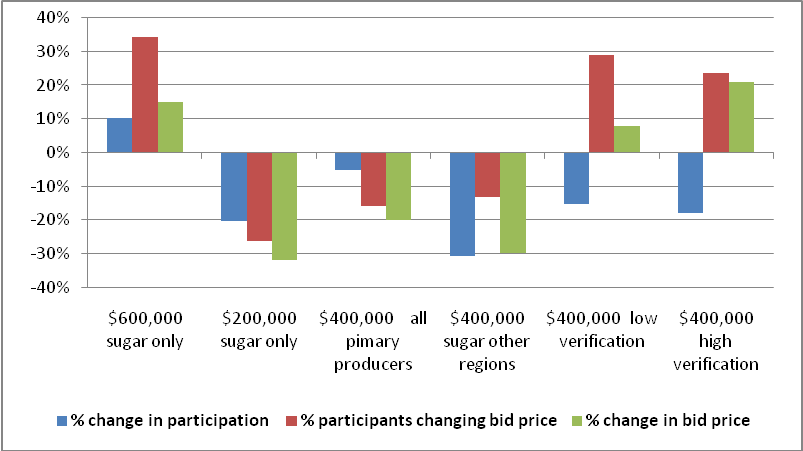 40%
30%
20%
10%
0%
-10%
-20%
-30%
-40%
$600,000 sugar only
$200,000 sugar only
$400,000 all pimary producers
$400,000 sugar other regions
$400,000 low verification
$400,000 high verification
% change in participation
% participants changing bid price
% change in bid price